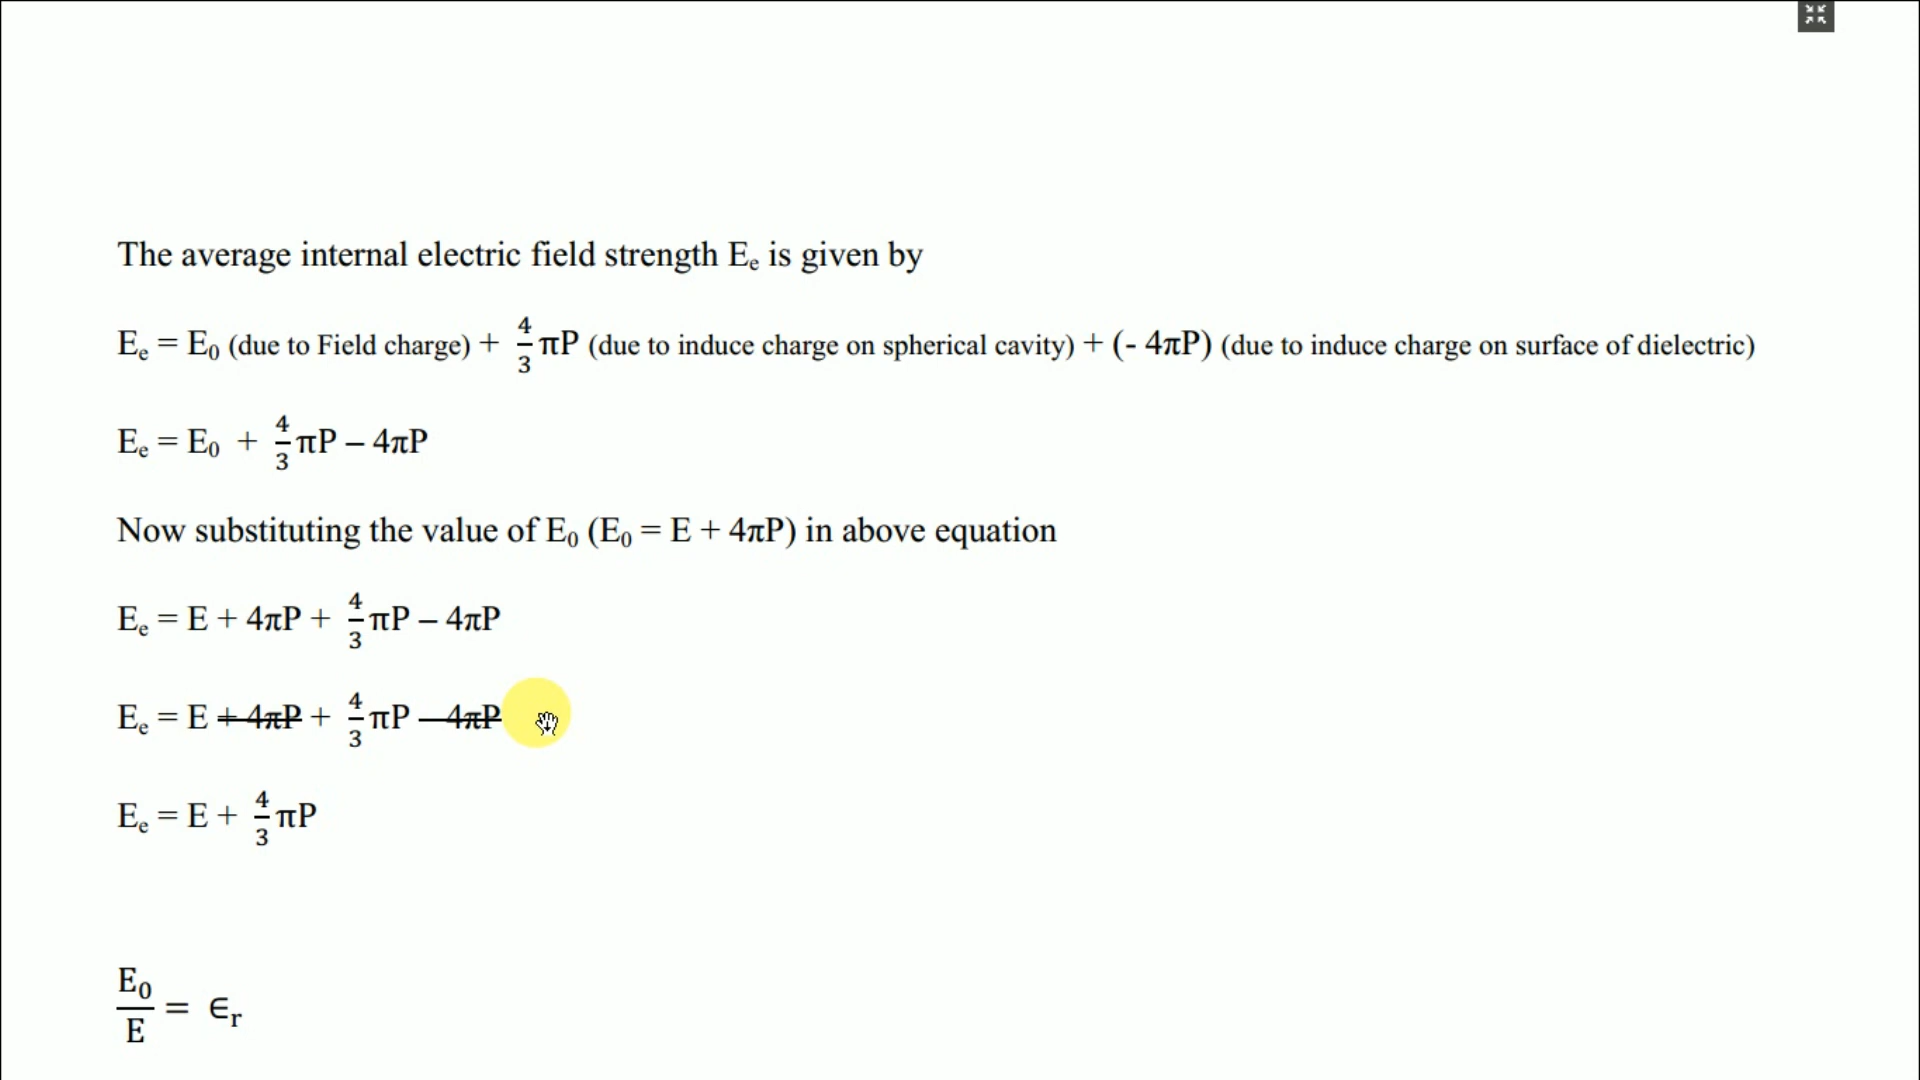 The average internal electric field strength Eₑ is given by
Eₑ = E₀ (due to Field charge) + 4/3 πP (due to induce charge on spherical cavity) + (- 4πP) (due to induce charge on surface of dielectric)
Eₑ = E₀ + 4/3 πP – 4πP
Now substituting the value of E₀ (E₀ = E + 4πP) in above equation
Eₑ = E + 4πP + 4/3 πP – 4πP
Eₑ = E + 4πP + 4/3 πP – 4πP
Eₑ = E + 4/3 πP
E₀/E = ∈ᵣ